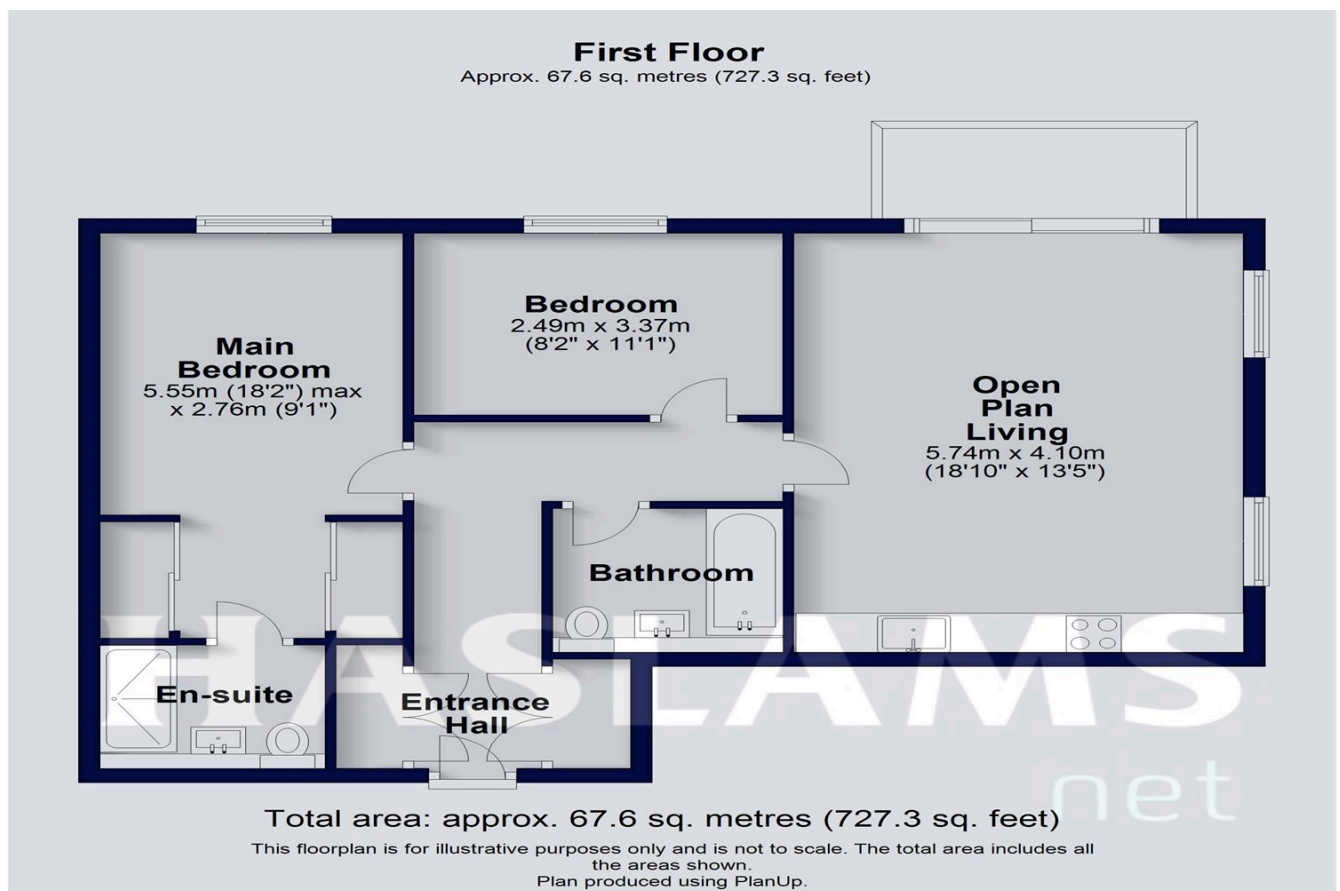 First Floor
Approx. 67.6 sq. metres (727.3 sq. feet)
Main
Bedroom
5.55m (18'2") max
x 2.76m (9'1")
Bedroom
2.49m x 3.37m
(8'2" x 11'1")
Open
Plan
Living
5.74m x 4.10m
(18'10" x 13'5")
Bathroom
En-suite
Entrance
Hall
HASLAMS
net
Total area: approx. 67.6 sq. metres (727.3 sq. feet)
This floorplan is for illustrative purposes only and is not to scale. The total area includes all
the areas shown.
Plan produced using PlanUp.